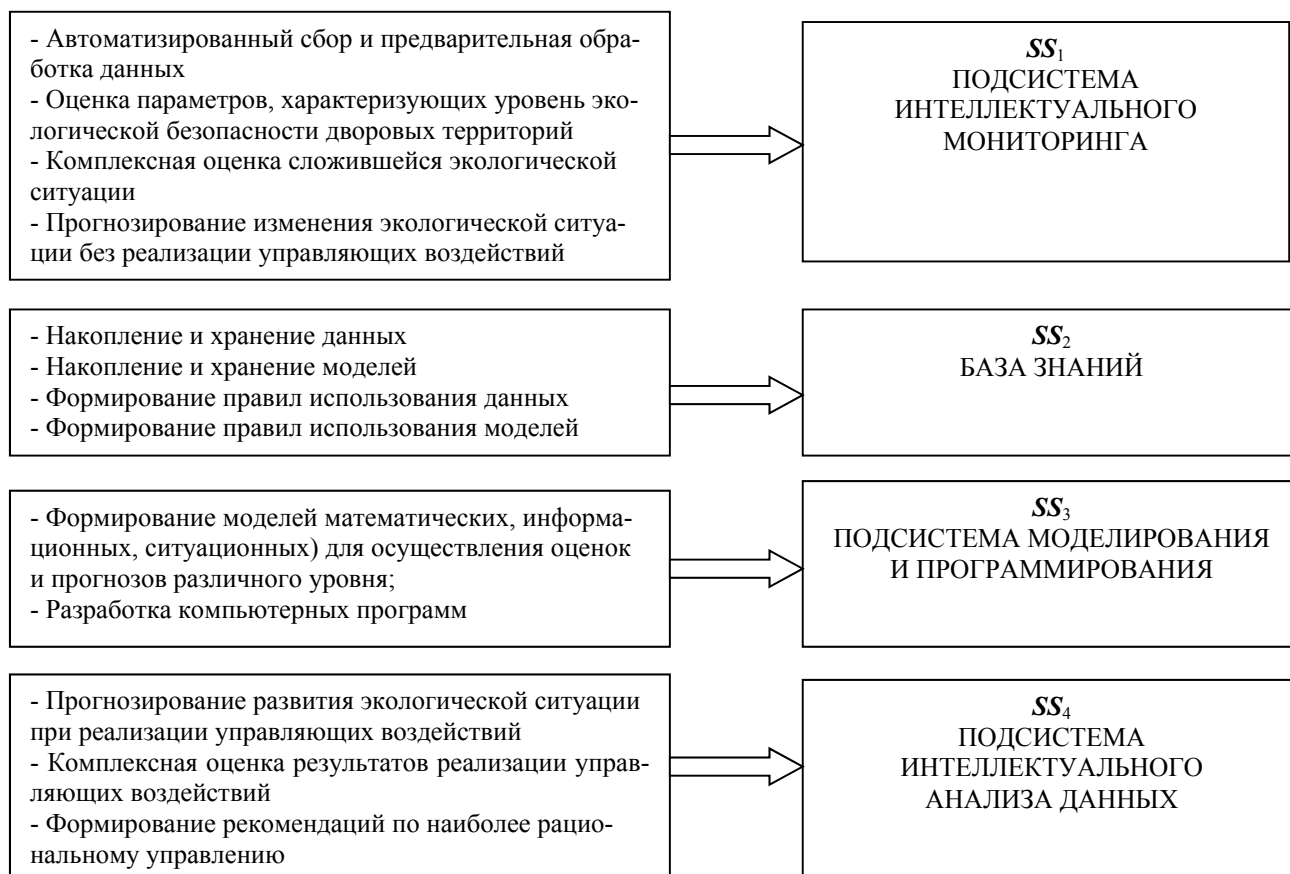 - Автоматизированный сбор и предварительная обра-
ботка данных
- Оценка параметров, характеризующих уровень эко-
логической безопасности дворовых территорий
- Комплексная оценка сложившейся экологической
ситуации
- Прогнозирование изменения экологической ситуа-
ции без реализации управляющих воздействий
SS1
ПОДСИСТЕМА
ИНТЕЛЛЕКТУАЛЬНОГО
МОНИТОРИНГА
- Накопление и хранение данных
- Накопление и хранение моделей
- Формирование правил использования данных
- Формирование правил использования моделей
SS2
БАЗА ЗНАНИЙ
- Формирование моделей математических, информа-
ционных, ситуационных) для осуществления оценок
и прогнозов различного уровня;
- Разработка компьютерных программ
SS3
ПОДСИСТЕМА МОДЕЛИРОВАНИЯ
И ПРОГРАММИРОВАНИЯ
- Прогнозирование развития экологической ситуации
при реализации управляющих воздействий
- Комплексная оценка результатов реализации управ-
ляющих воздействий
- Формирование рекомендаций по наиболее рацио-
нальному управлению
SS4
ПОДСИСТЕМА
ИНТЕЛЛЕКТУАЛЬНОГО
АНАЛИЗА ДАННЫХ